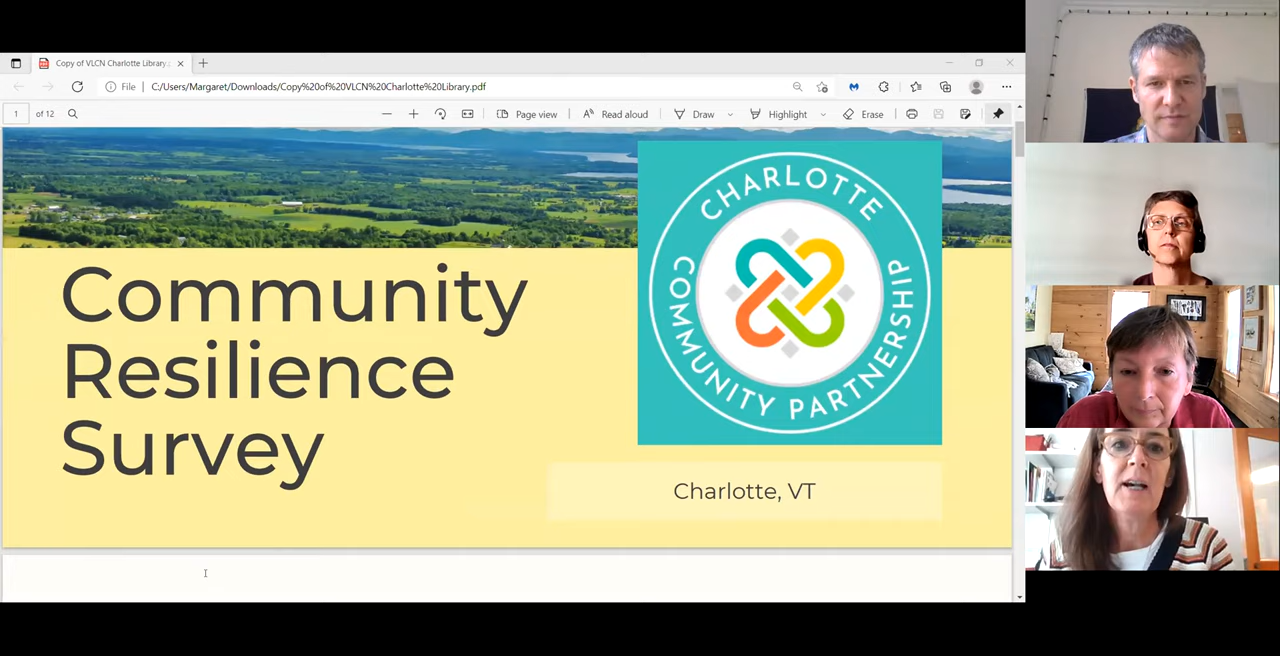 Copy of VLCN Charlotte Library.p
File
C:/Users/Margaret/Downloads/Copy%20of%20VLCN%20Charlotte%20Library.pdf
1 of 12
Page view
Read aloud
Draw
Highlight
Erase
CHARLOTTE
COMMUNITY PARTNERSHIP
Community
Resilience
Survey
Charlotte, VT